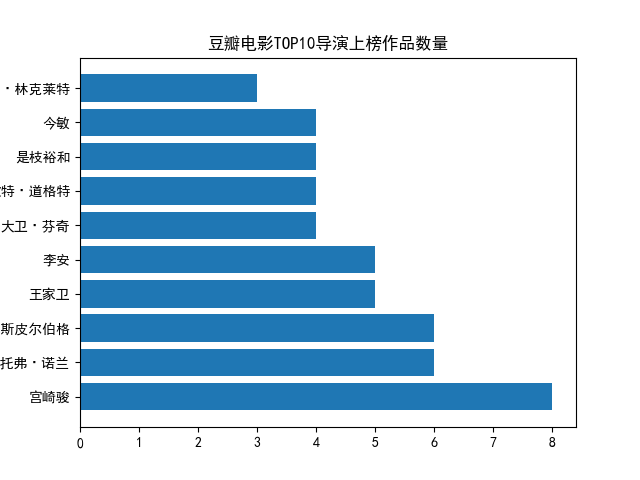 豆瓣电影TOP10导演上榜作品数量
·林克莱特
今敏
是枝裕和
特·道格特
大卫·芬奇
李安
王家卫
斯皮尔伯格
托弗·诺兰
宫崎骏
0 1 2 3 4 5 6 7 8